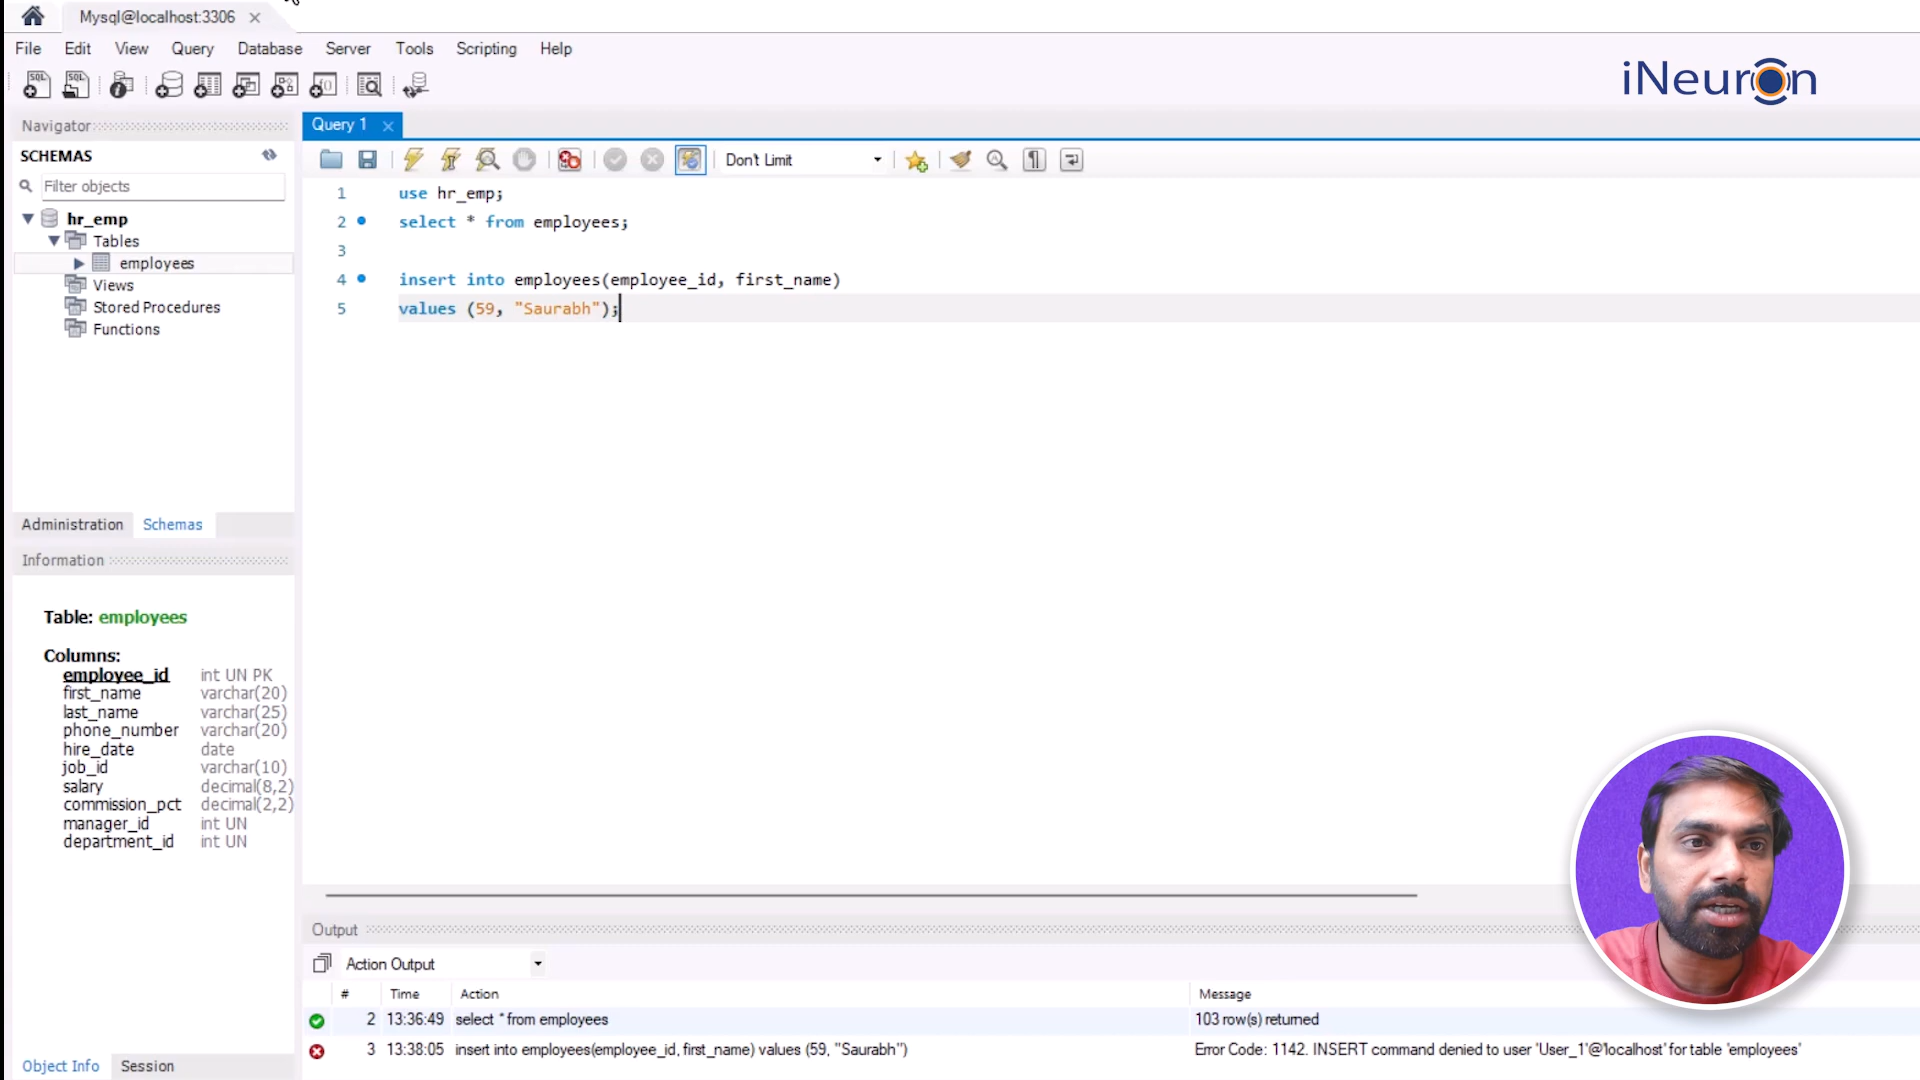 Mysql@localhost:3306
File Edit View Query Database Server Tools Scripting Help
iNeuron
Navigator
Query 1
SCHEMAS
Don't Limit
Filter objects
hr_emp
Tables
employees
Views
Stored Procedures
Functions
1 use hr_emp;
2 select * from employees;
3
4 insert into employees(employee_id, first_name)
5 values (59, "Saurabh");
Administration Schemas
Information
Table: employees
Columns:
employee_id int UN PK
first_name varchar(20)
last_name varchar(25)
phone_number varchar(20)
hire_date date
job_id varchar(10)
salary decimal(8,2)
commission_pct decimal(2,2)
manager_id int UN
department_id int UN
Output
Action Output
# Time Action Message
2 13:36:49 select * from employees 103 row(s) returned
3 13:38:05 insert into employees(employee_id, first_name) values (59, "Saurabh") Error Code: 1142. INSERT command denied to user 'User_1'@'localhost' for table 'employees'
Object Info Session